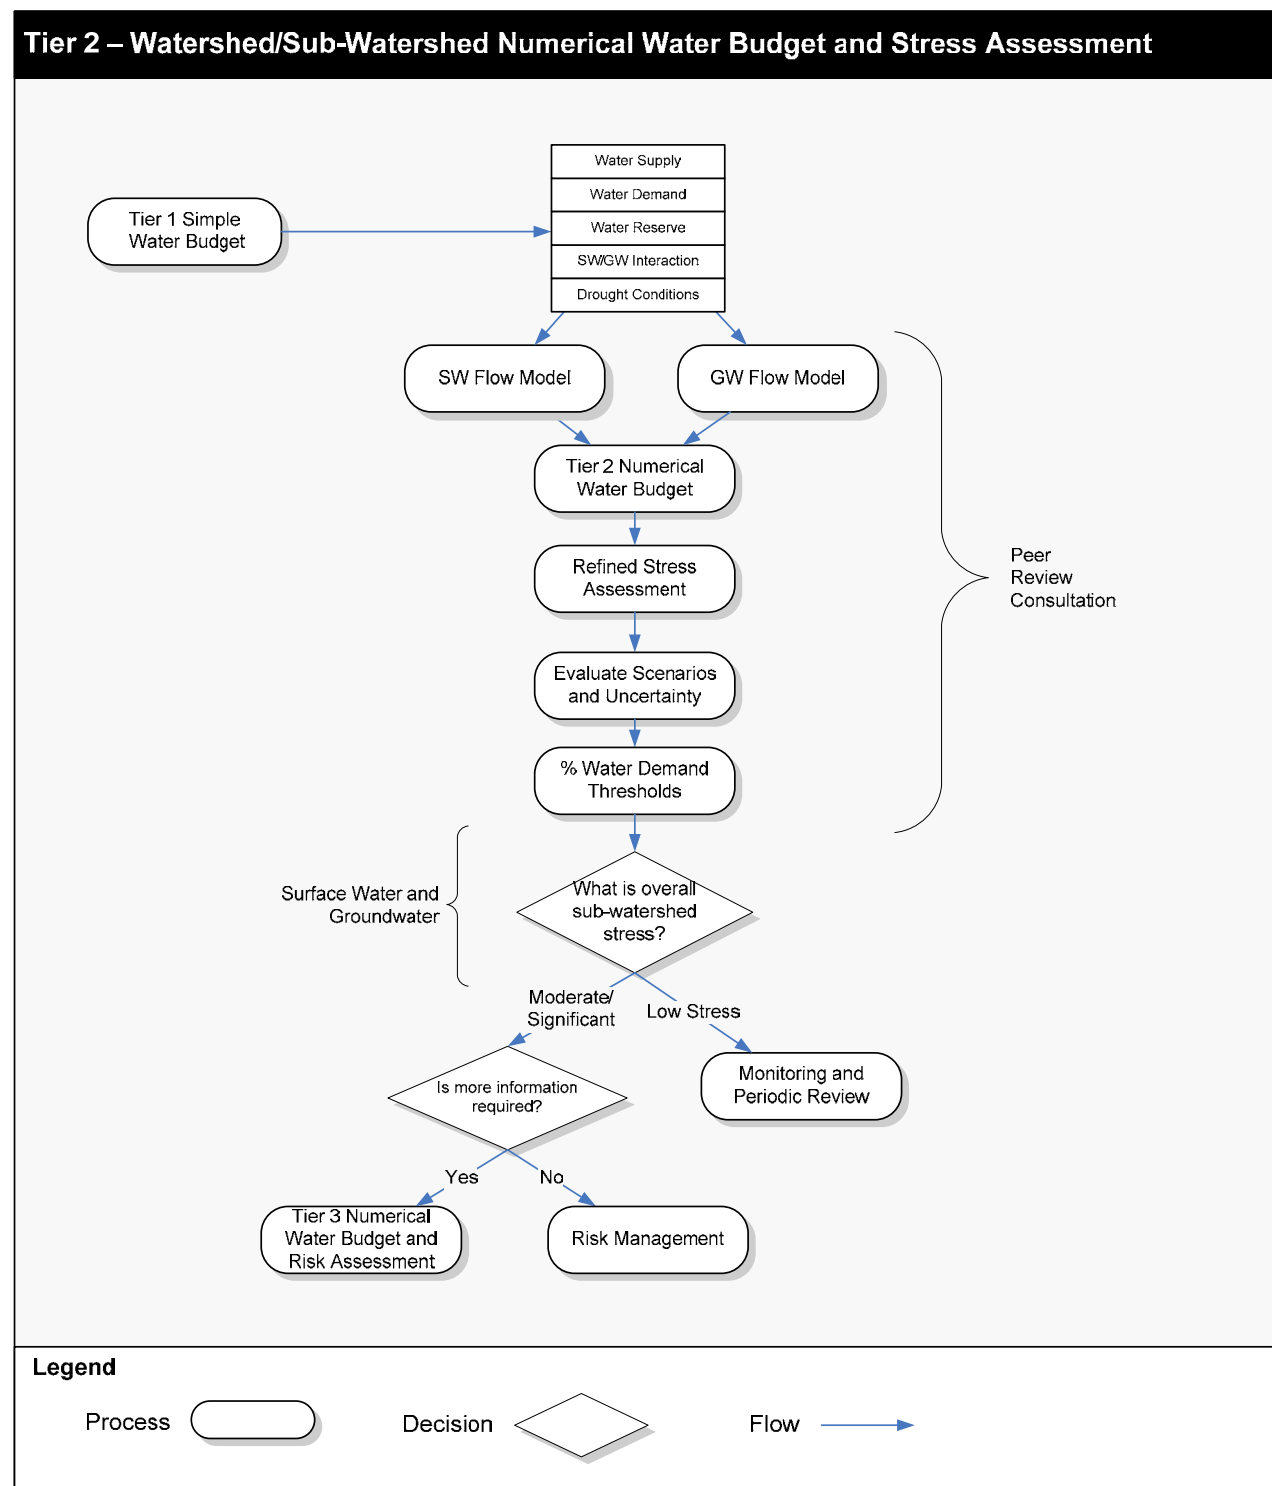 Tier 2 – Watershed/Sub-Watershed Numerical Water Budget and Stress Assessment
Water Supply
Water Demand
Water Reserve
SW/GW Interaction
Drought Conditions
Tier 1 Simple
Water Budget
SW Flow Model
GW Flow Model
Tier 2 Numerical
Water Budget
Refined Stress
Assessment
Peer
Review
Consultation
Evaluate Scenarios
and Uncertainty
% Water Demand
Thresholds
Surface Water and
Groundwater
What is overall
sub-watershed
stress?
Moderate/
Significant
Low Stress
Is more information
required?
Monitoring and
Periodic Review
Yes
No
Tier 3 Numerical
Water Budget and
Risk Assessment
Risk Management
Legend
Process
Decision
Flow